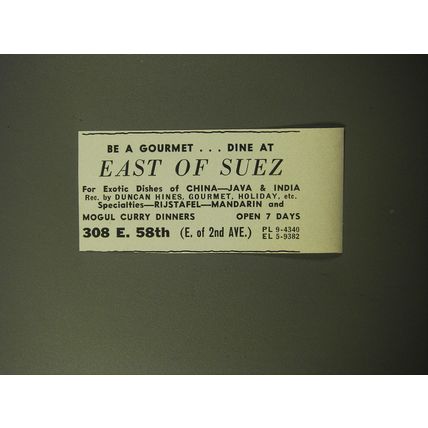 BE A GOURMET . . . DINE AT
EAST OF SUEZ
For Exotic Dishes of CHINA—JAVA & INDIA
Rec. by DUNCAN HINES, GOURMET, HOLIDAY, etc.
Specialties—RIJSTAFEL—MANDARIN and
MOGUL CURRY DINNERS OPEN 7 DAYS
308 E. 58th (E. of 2nd AVE.) PL 9-4340
EL 5-9382